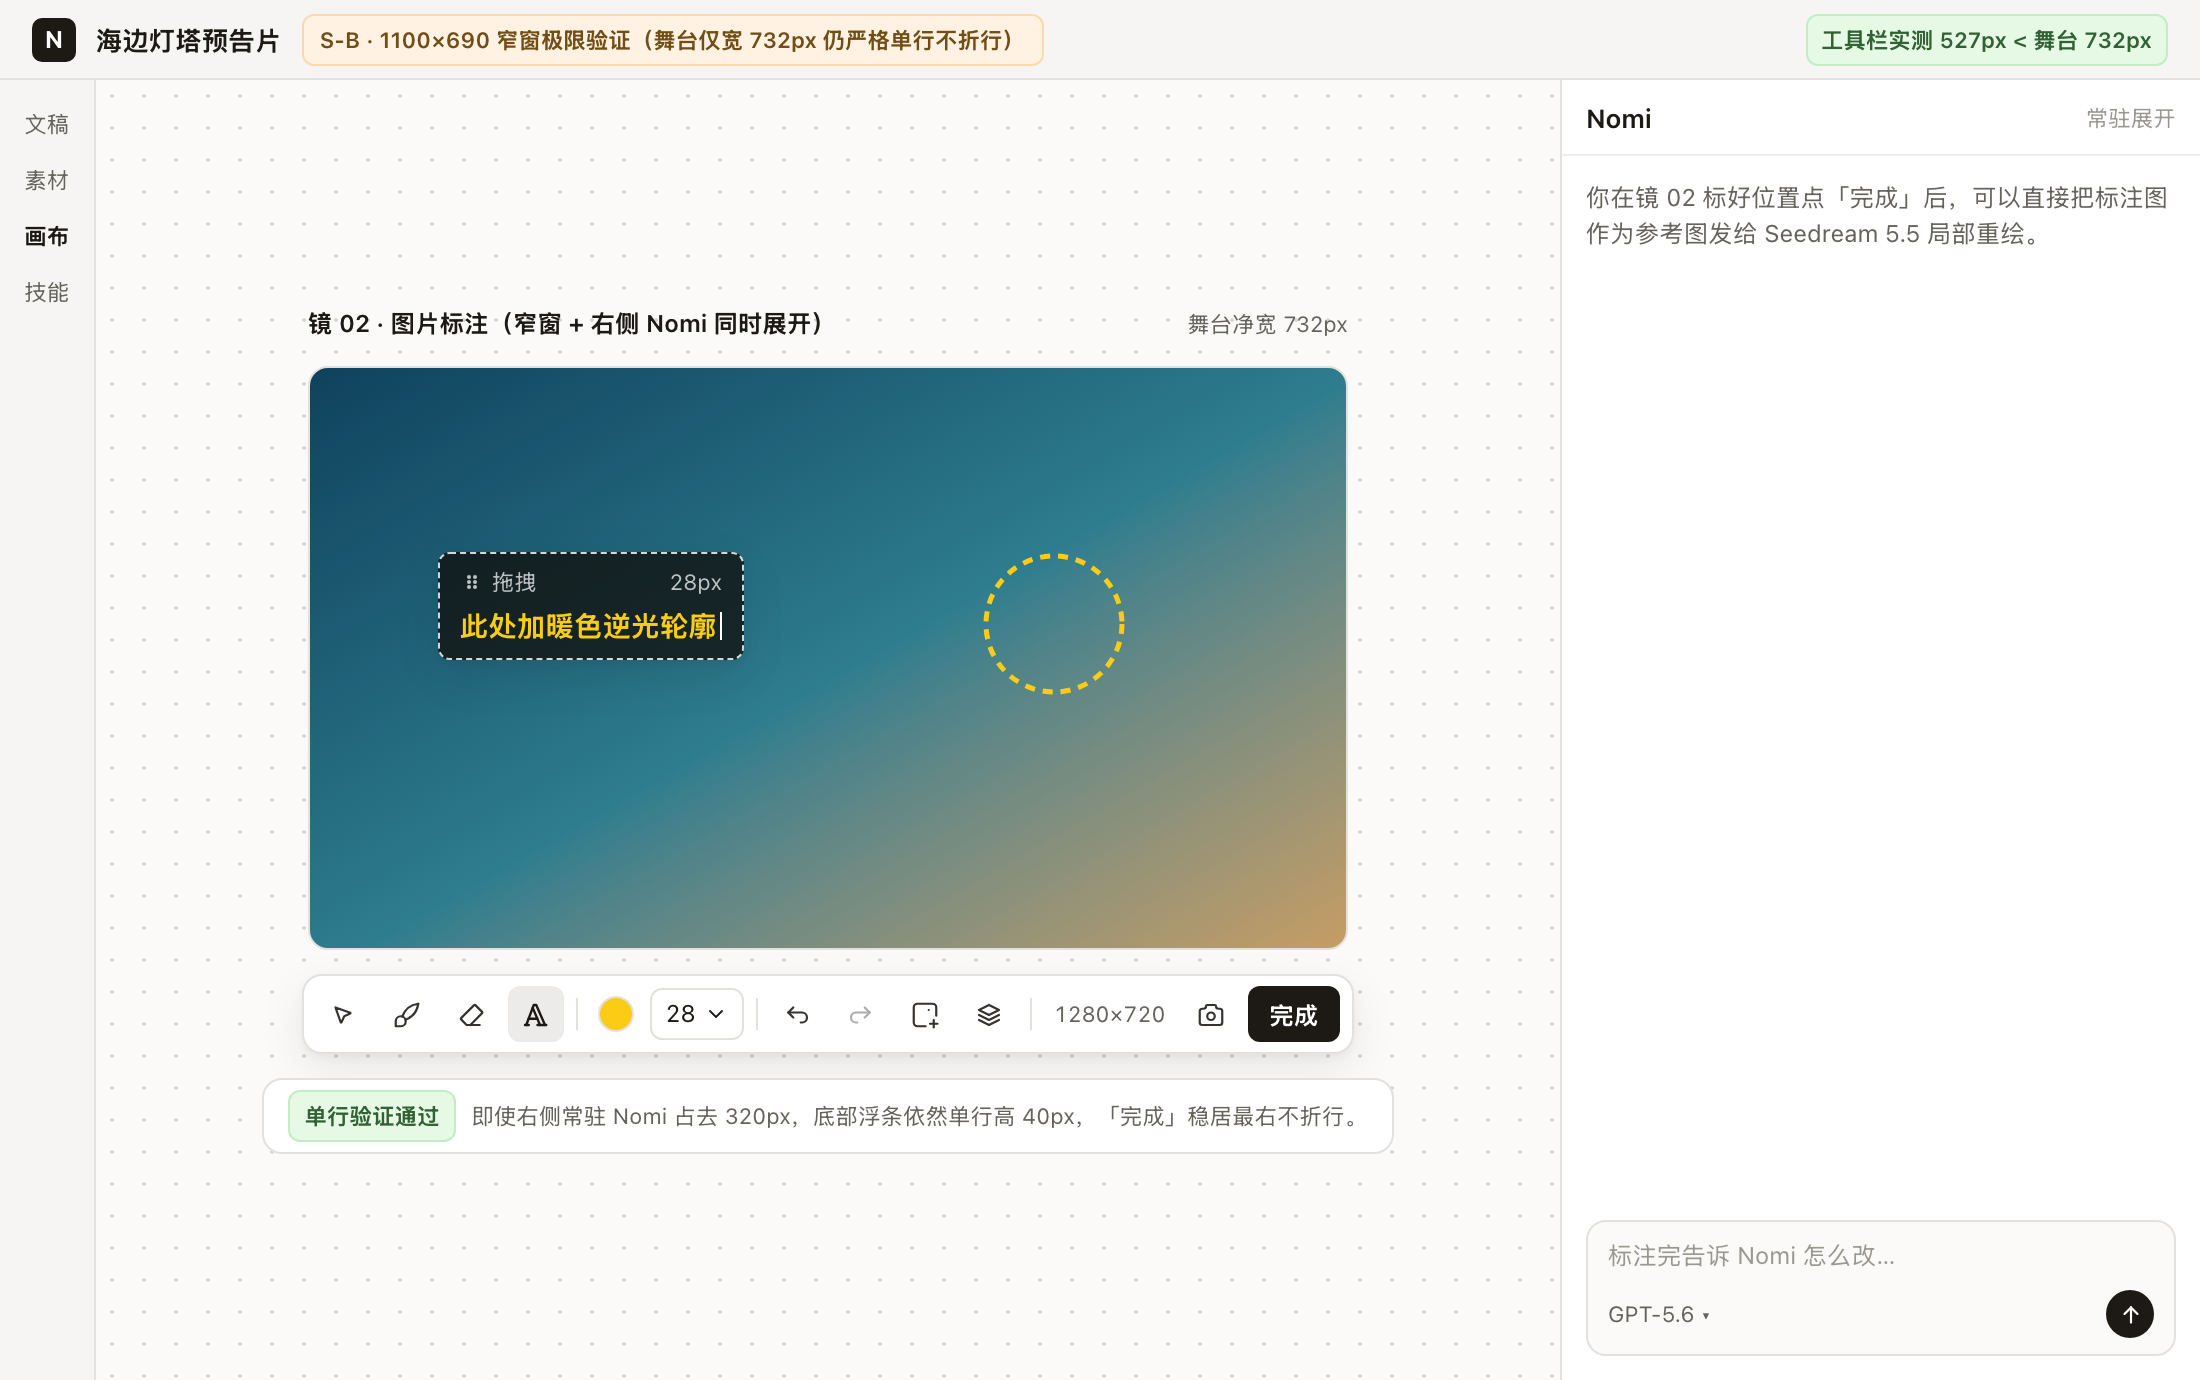 N
海边灯塔预告片
S-B · 1100×690 窄窗极限验证（舞台仅宽 732px 仍严格单行不折行）
工具栏实测 527px < 舞台 732px
文稿
素材
画布
技能
镜 02 · 图片标注（窄窗 + 右侧 Nomi 同时展开）
舞台净宽 732px
拖拽
28px
此处加暖色逆光轮廓
A
28
1280×720
完成
单行验证通过
即使右侧常驻 Nomi 占去 320px，底部浮条依然单行高 40px，「完成」稳居最右不折行。
Nomi
常驻展开
你在镜 02 标好位置点「完成」后，可以直接把标注图
作为参考图发给 Seedream 5.5 局部重绘。
标注完告诉 Nomi 怎么改...
GPT-5.6 ▾